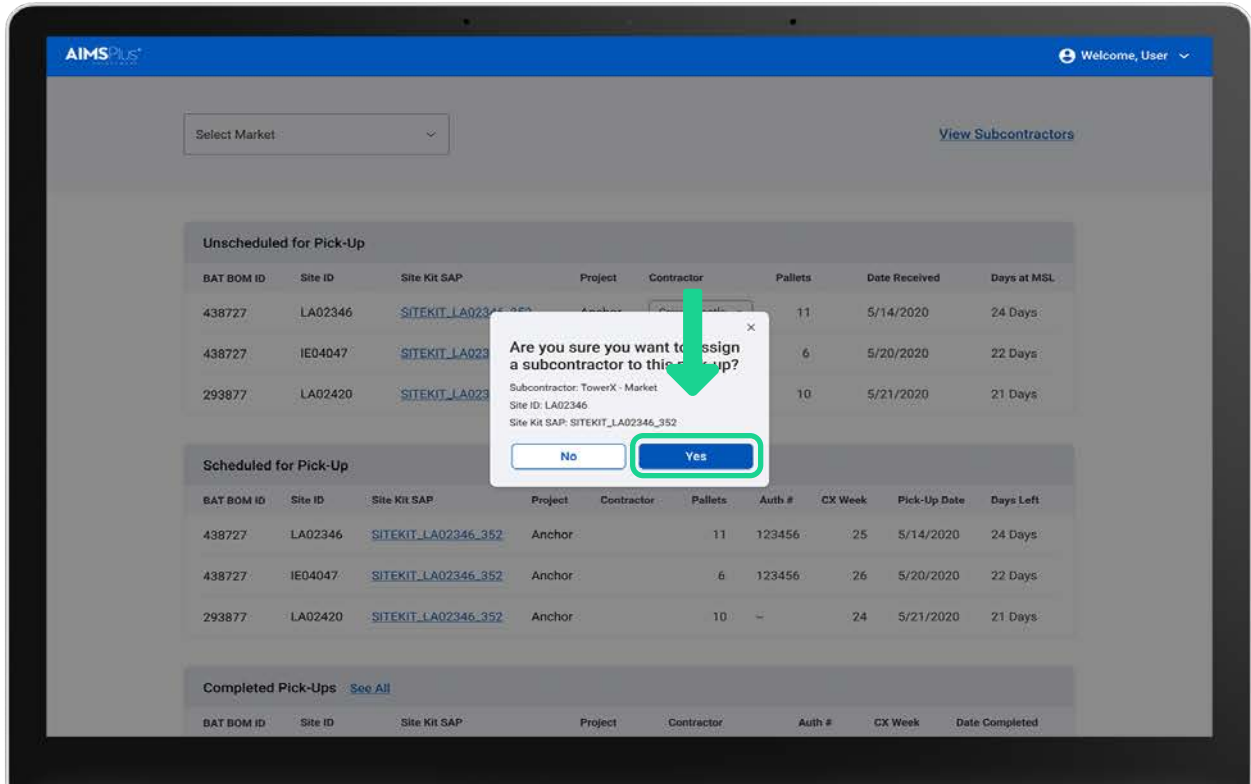 AIMSPlus
Welcome, User
Select Market
View Subcontractors
Unscheduled for Pick-Up
BAT BOM ID Site ID Site Kit SAP Project Contractor Pallets Date Received Days at MSL
438727 LA02346 SITEKIT_LA02346_352 Anchor 11 5/14/2020 24 Days
438727 IE04047 SITEKIT_LA023 6 5/20/2020 22 Days
293877 LA02420 SITEKIT_LA023 10 5/21/2020 21 Days
Are you sure you want to assign
a subcontractor to this pick-up?
Subcontractor: TowerX - Market
Site ID: LA02346
Site Kit SAP: SITEKIT_LA02346_352
No
Yes
Scheduled for Pick-Up
BAT BOM ID Site ID Site Kit SAP Project Contractor Pallets Auth # CX Week Pick-Up Date Days Left
438727 LA02346 SITEKIT_LA02346_352 Anchor 11 123456 25 5/14/2020 24 Days
438727 IE04047 SITEKIT_LA02346_352 Anchor 6 123456 26 5/20/2020 22 Days
293877 LA02420 SITEKIT_LA02346_352 Anchor 10 – 24 5/21/2020 21 Days
Completed Pick-Ups See All
BAT BOM ID Site ID Site Kit SAP Project Contractor Auth # CX Week Date Completed